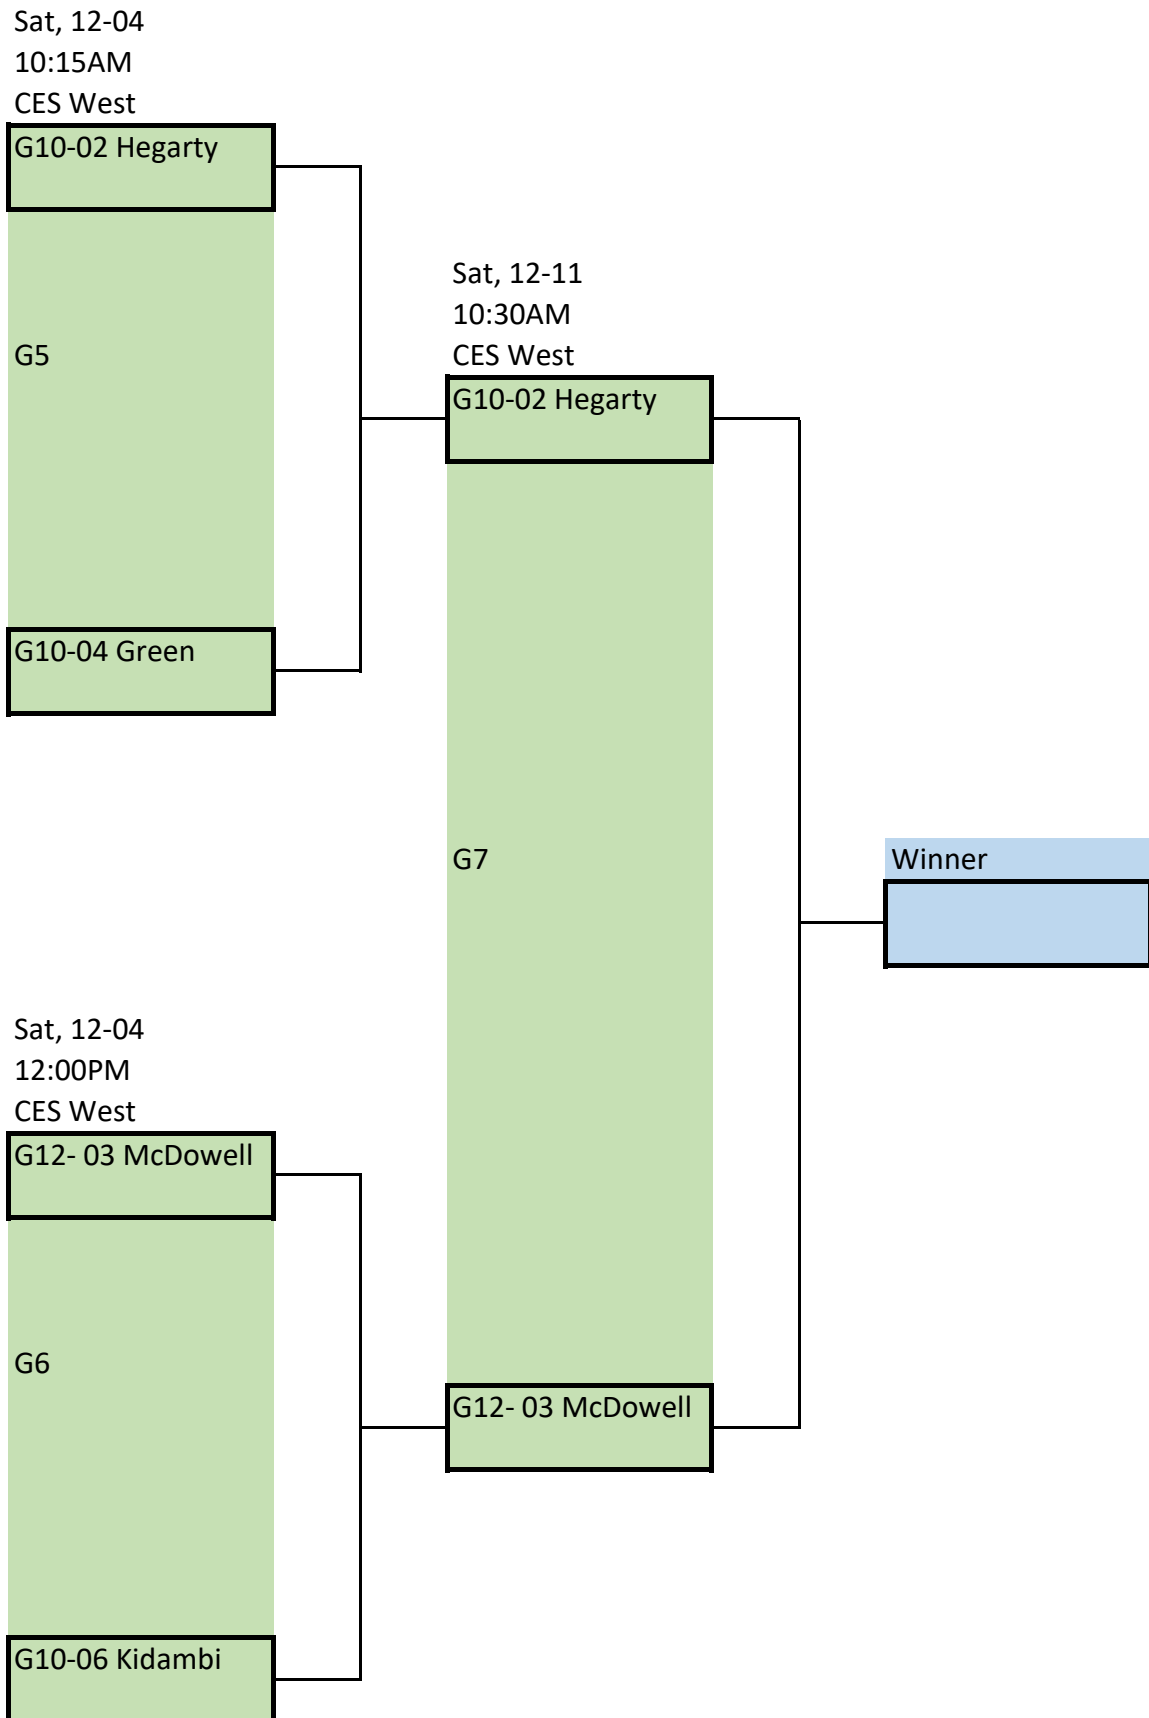 Sat, 12-04
10:15AM
CES West
G10-02 Hegarty
G5
G10-04 Green
Sat, 12-11
10:30AM
CES West
G10-02 Hegarty
G7
G12- 03 McDowell
Winner
Sat, 12-04
12:00PM
CES West
G12- 03 McDowell
G6
G10-06 Kidambi